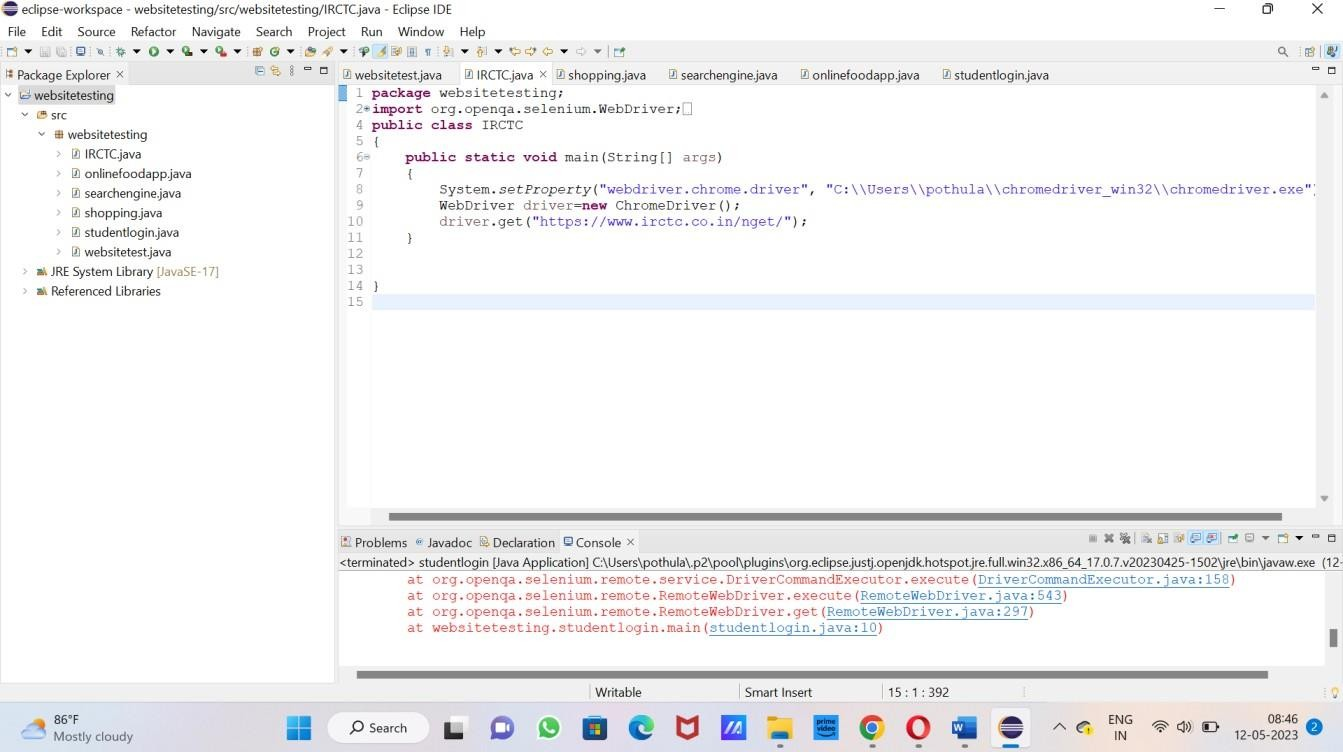 eclipse-workspace - websitetesting/src/websitetesting/IRCTC.java - Eclipse IDE
File Edit Source Refactor Navigate Search Project Run Window Help
Package Explorer
websitetesting
src
websitetesting
IRCTC.java
onlinefoodapp.java
searchengine.java
shopping.java
studentlogin.java
websitetest.java
JRE System Library [JavaSE-17]
Referenced Libraries
websitetest.java IRCTC.java shopping.java searchengine.java onlinefoodapp.java studentlogin.java
1 package websitetesting;
2 import org.openqa.selenium.WebDriver;
4 public class IRCTC
5 {
6 public static void main(String[] args)
7 {
8 System.setProperty("webdriver.chrome.driver", "C:\\Users\\pothula\\chromedriver_win32\\chromedriver.exe")
9 WebDriver driver=new ChromeDriver();
10 driver.get("https://www.irctc.co.in/nget/");
11 }
12
13
14 }
15
Problems Javadoc Declaration Console
<terminated> studentlogin [Java Application] C:\Users\pothula\.p2\pool\plugins\org.eclipse.justj.openjdk.hotspot.jre.full.win32.x86_64_17.0.7.v20230425-1502\jre\bin\javaw.exe (12-
at org.openqa.selenium.remote.service.DriverCommandExecutor.execute(DriverCommandExecutor.java:158)
at org.openqa.selenium.remote.RemoteWebDriver.execute(RemoteWebDriver.java:543)
at org.openqa.selenium.remote.RemoteWebDriver.get(RemoteWebDriver.java:297)
at websitetesting.studentlogin.main(studentlogin.java:10)
Writable Smart Insert 15 : 1 : 392
86°F
Mostly cloudy
Search
prime video
ENG
IN
08:46
12-05-2023
2